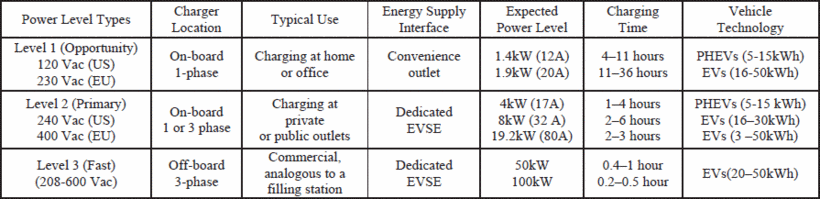 Power Level Types
Charger
Location
Typical Use
Energy Supply
Interface
Expected
Power Level
Charging
Time
Vehicle
Technology
Level 1 (Opportunity)
120 Vac (US)
230 Vac (EU)
On-board
1-phase
Charging at home
or office
Convenience
outlet
1.4kW (12A)
1.9kW (20A)
4–11 hours
11–36 hours
PHEVs (5-15kWh)
EVs (16-50kWh)
Level 2 (Primary)
240 Vac (US)
400 Vac (EU)
On-board
1 or 3 phase
Charging at
private
or public outlets
Dedicated
EVSE
4kW (17A)
8kW (32 A)
19.2kW (80A)
1–4 hours
2–6 hours
2–3 hours
PHEVs (5-15 kWh)
EVs (16–30kWh)
EVs (3 –50kWh)
Level 3 (Fast)
(208-600 Vac)
Off-board
3-phase
Commercial,
analogous to a
filling station
Dedicated
EVSE
50kW
100kW
0.4–1 hour
0.2–0.5 hour
EVs(20–50kWh)